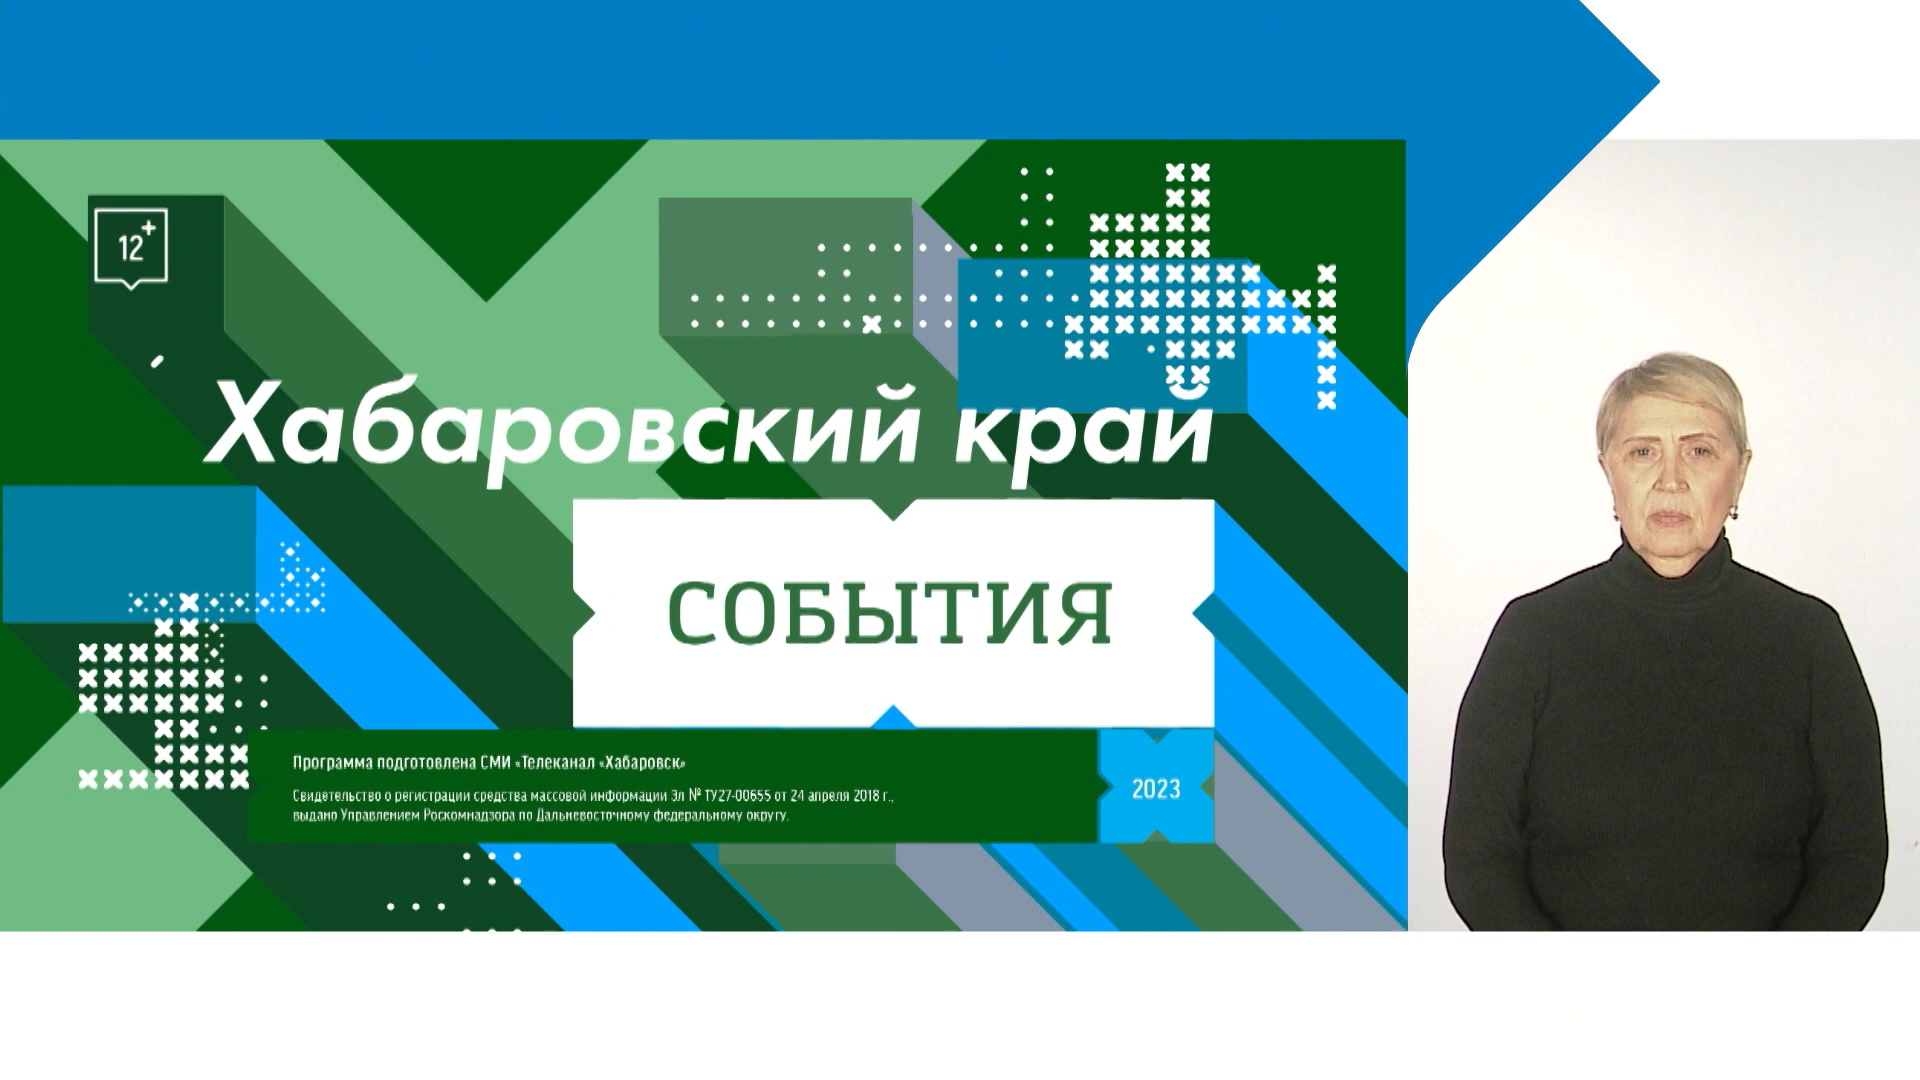 12+
Хабаровский край
СОБЫТИЯ
Программа подготовлена СМИ «Телеканал «Хабаровск»
Свидетельство о регистрации средства массовой информации Эл № ТУ27-00655 от 24 апреля 2018 г.,
выдано Управлением Роскомнадзора по Дальневосточному федеральному округу.
2023